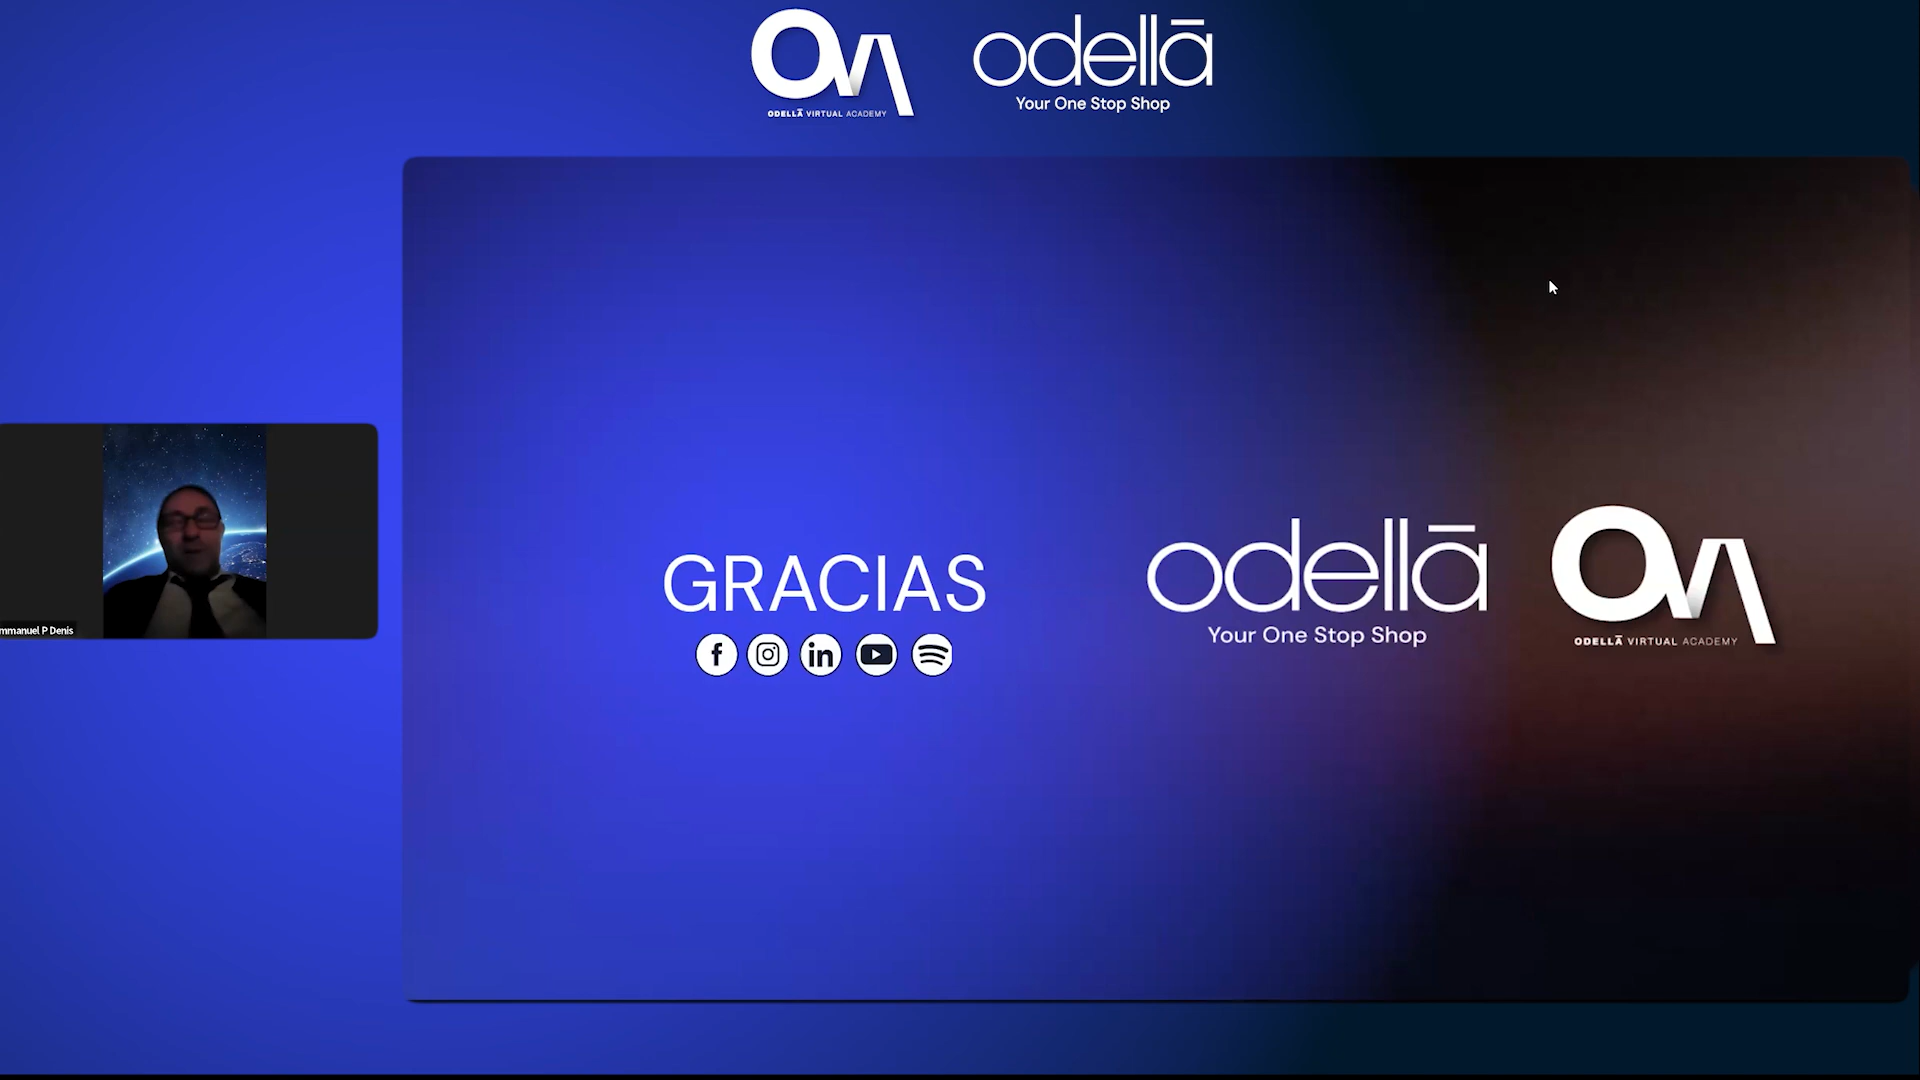 ODELLĀ VIRTUAL ACADEMY
odellā
Your One Stop Shop
mmanuel P Denis
GRACIAS
odellā
Your One Stop Shop
ODELLĀ VIRTUAL ACADEMY